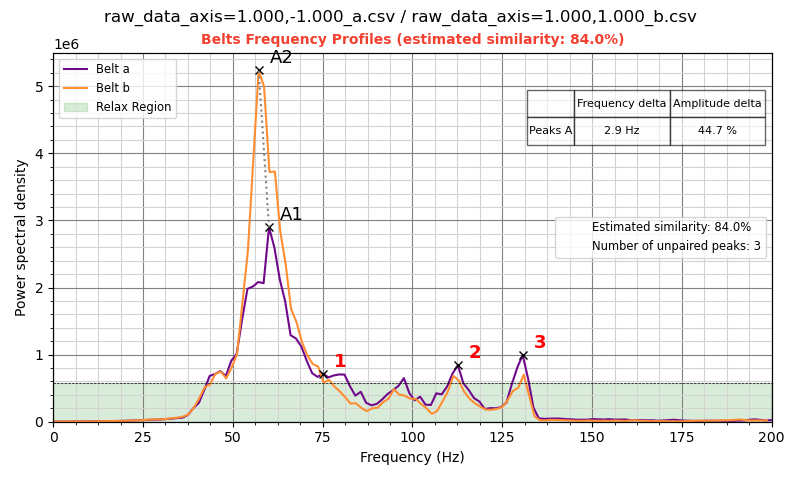 raw_data_axis=1.000,-1.000_a.csv / raw_data_axis=1.000,1.000_b.csv
Belts Frequency Profiles (estimated similarity: 84.0%)
1e6
Belt a
Belt b
Relax Region
A2
Frequency delta Amplitude delta
Peaks A 2.9 Hz 44.7 %
A1
Estimated similarity: 84.0%
Number of unpaired peaks: 3
1
2
3
Power spectral density
5
4
3
2
1
0
0 25 50 75 100 125 150 175 200
Frequency (Hz)